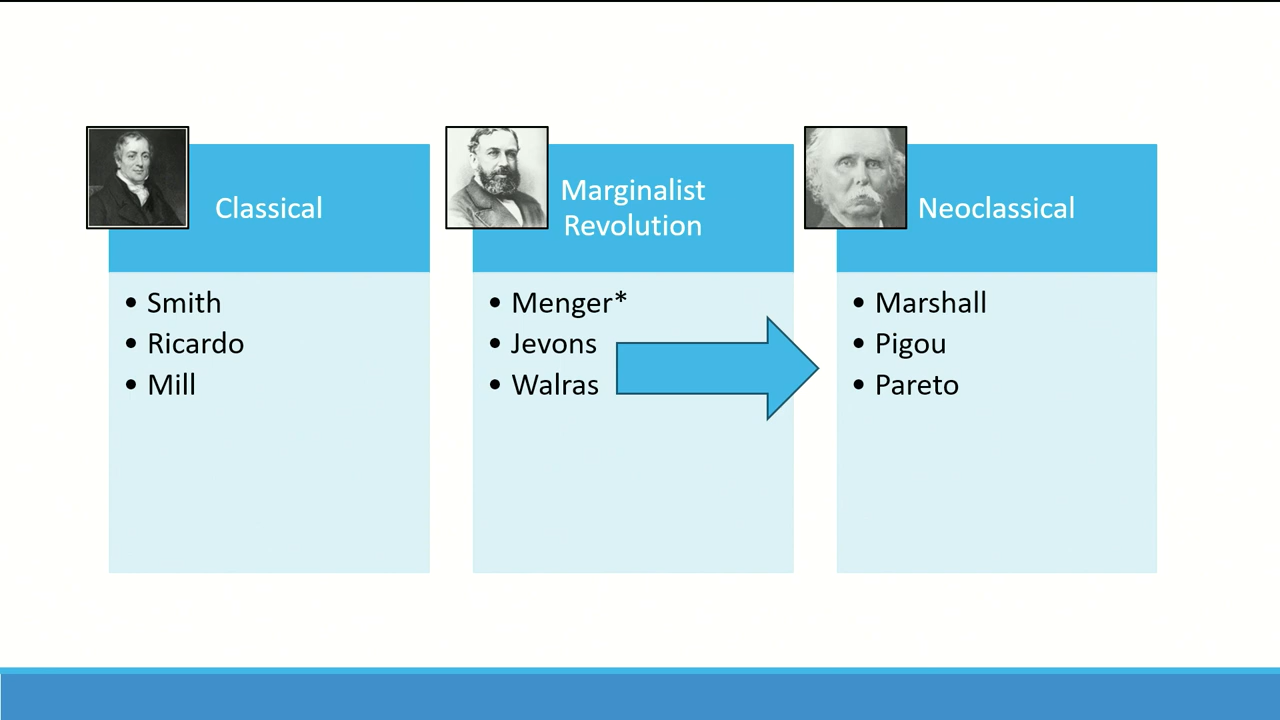 Classical
• Smith
• Ricardo
• Mill
Marginalist
Revolution
• Menger*
• Jevons
• Walras
Neoclassical
• Marshall
• Pigou
• Pareto